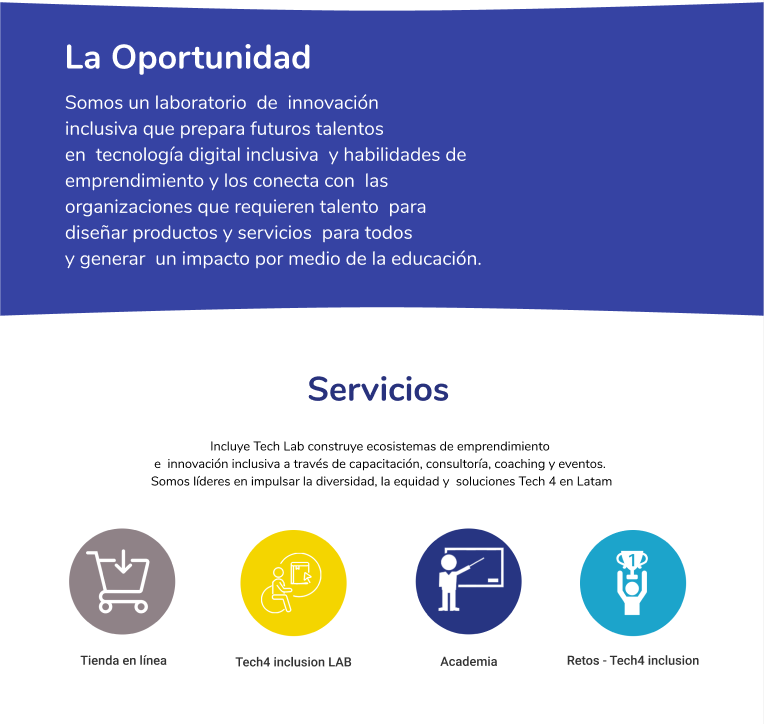 La Oportunidad
Somos un laboratorio de innovación
inclusiva que prepara futuros talentos
en tecnología digital inclusiva y habilidades de
emprendimiento y los conecta con las
organizaciones que requieren talento para
diseñar productos y servicios para todos
y generar un impacto por medio de la educación.
Servicios
Incluye Tech Lab construye ecosistemas de emprendimiento
e innovación inclusiva a través de capacitación, consultoría, coaching y eventos.
Somos líderes en impulsar la diversidad, la equidad y soluciones Tech 4 en Latam
1
Tienda en línea
Tech4 inclusion LAB
Academia
Retos - Tech4 inclusion